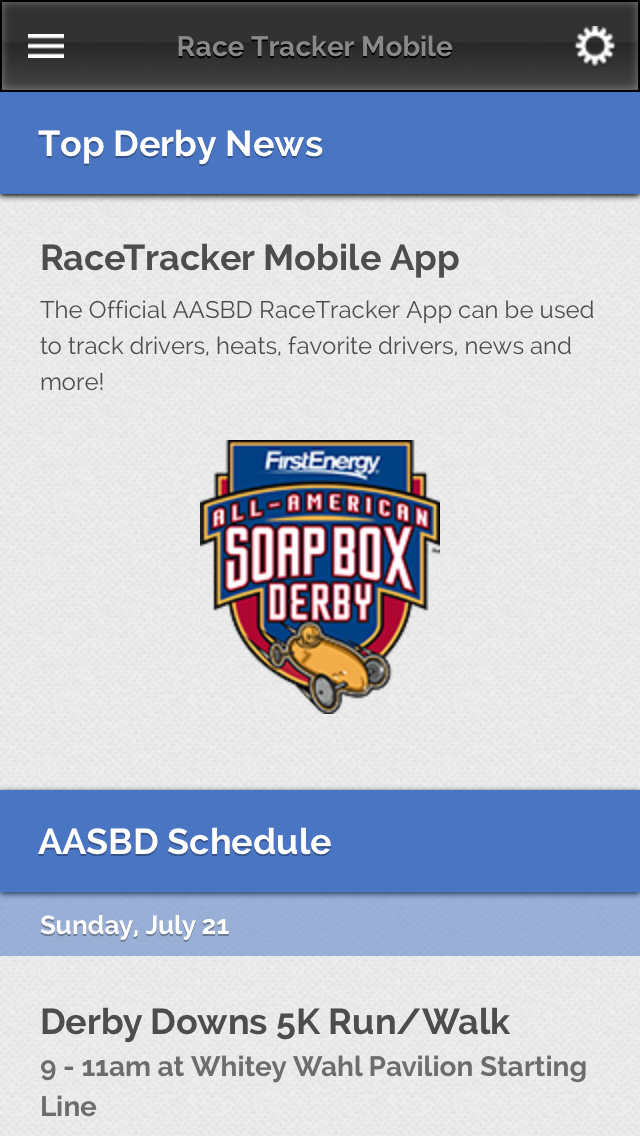 Race Tracker Mobile
Top Derby News
RaceTracker Mobile App
The Official AASBD RaceTracker App can be used
to track drivers, heats, favorite drivers, news and
more!
FirstEnergy
ALL-AMERICAN
SOAP BOX
DERBY
AASBD Schedule
Sunday, July 21
Derby Downs 5K Run/Walk
9 - 11am at Whitey Wahl Pavilion Starting
Line